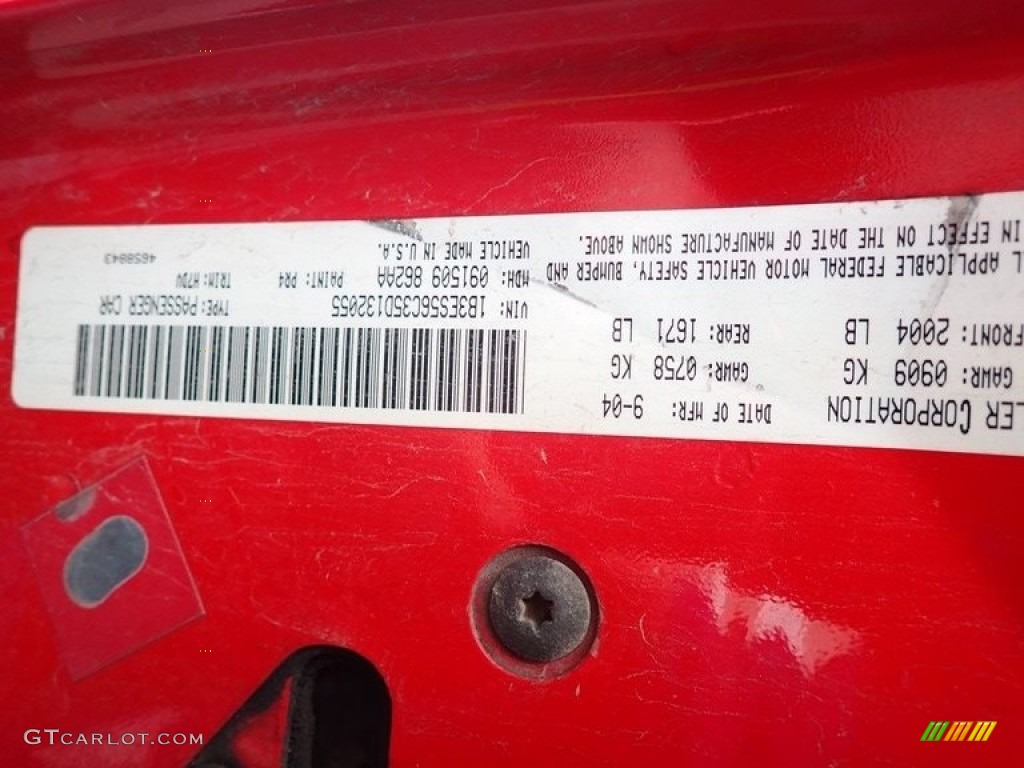 LER CORPORATION DATE OF MFR: 9-04
GAWR: 0909 KG GAWR: 0758 KG
FRONT: 2004 LB REAR: 1671 LB
L APPLICABLE FEDERAL MOTOR VEHICLE SAFETY, BUMPER AND
IN EFFECT ON THE DATE OF MANUFACTURE SHOWN ABOVE.
VIN: 1B3ES56C35D132055 TYPE: PASSENGER CAR
MDH: 091509 862AA PAINT: PR4 TRIM: H7DV
VEHICLE MADE IN U.S.A. 4658843
GTCARLOT.COM